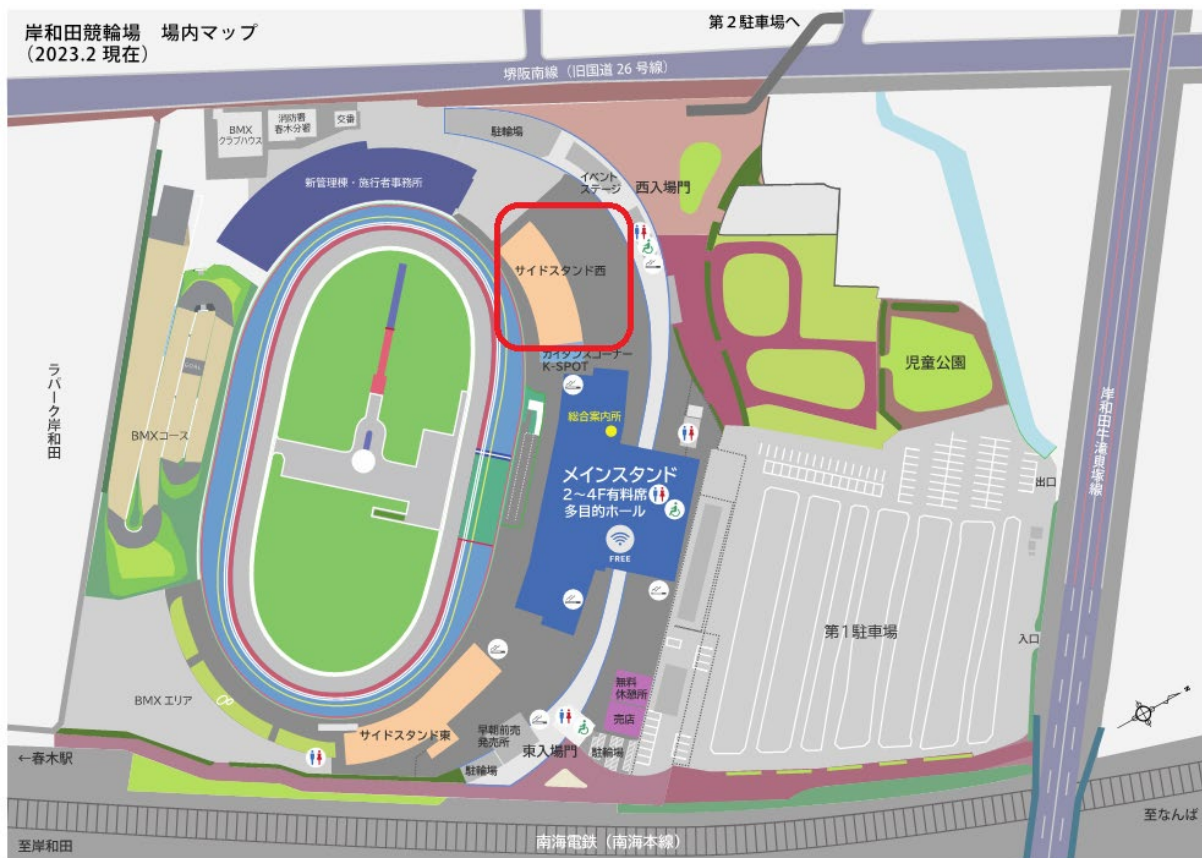 岸和田競輪場　場内マップ
（2023.2 現在）
第２駐車場へ
堺阪南線（旧国道 26 号線）
BMX
クラブハウス
消防署
春木分署
交番
駐輪場
新管理棟・施行者事務所
イベント
ステージ
西入場門
サイドスタンド西
ガイダンスコーナー
K-SPOT
児童公園
ラパーク岸和田
BMXコース
総合案内所
メインスタンド
2～4F有料席
多目的ホール
FREE
出口
岸和田牛滝貝塚線
第１駐車場
入口
BMX エリア
無料
休憩所
売店
サイドスタンド東
早朝前売
発売所
東入場門
駐輪場
駐輪場
←春木駅
至岸和田
南海電鉄（南海本線）
至なんば